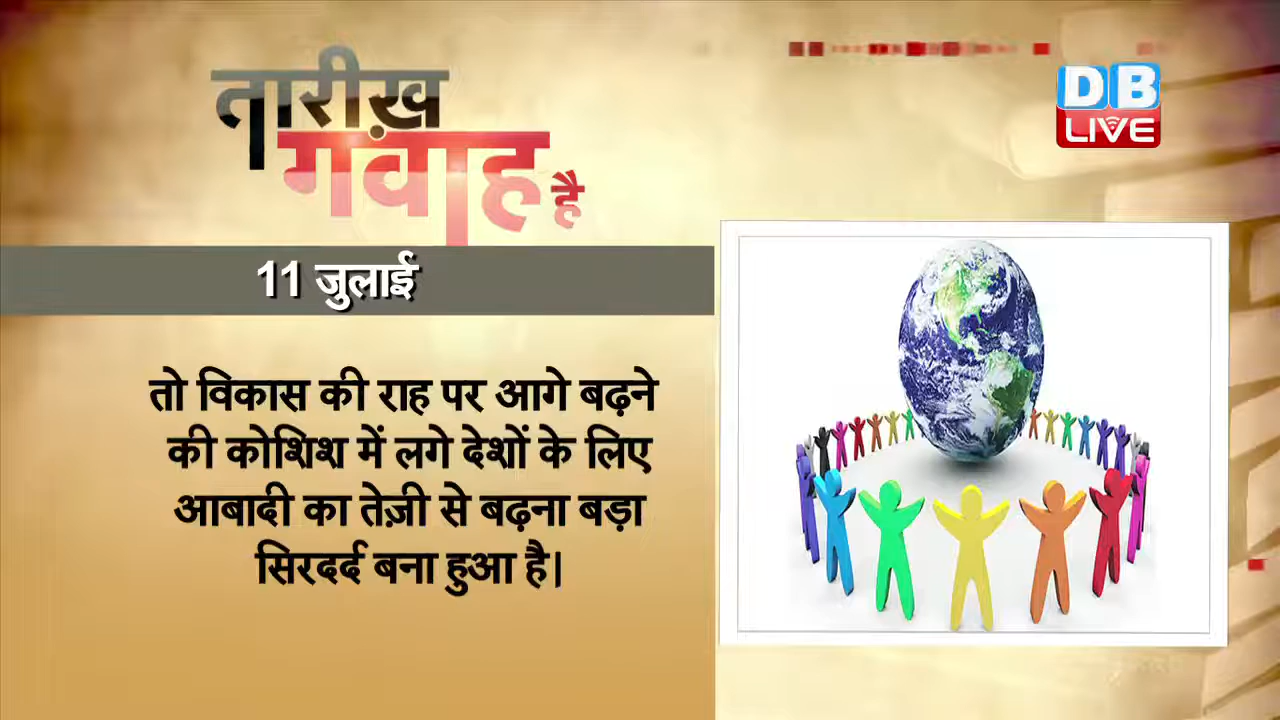 तारीख़
गवाह है
DB
LIVE
11 जुलाई
तो विकास की राह पर आगे बढ़ने
की कोशिश में लगे देशों के लिए
आबादी का तेज़ी से बढ़ना बड़ा
सिरदर्द बना हुआ है।